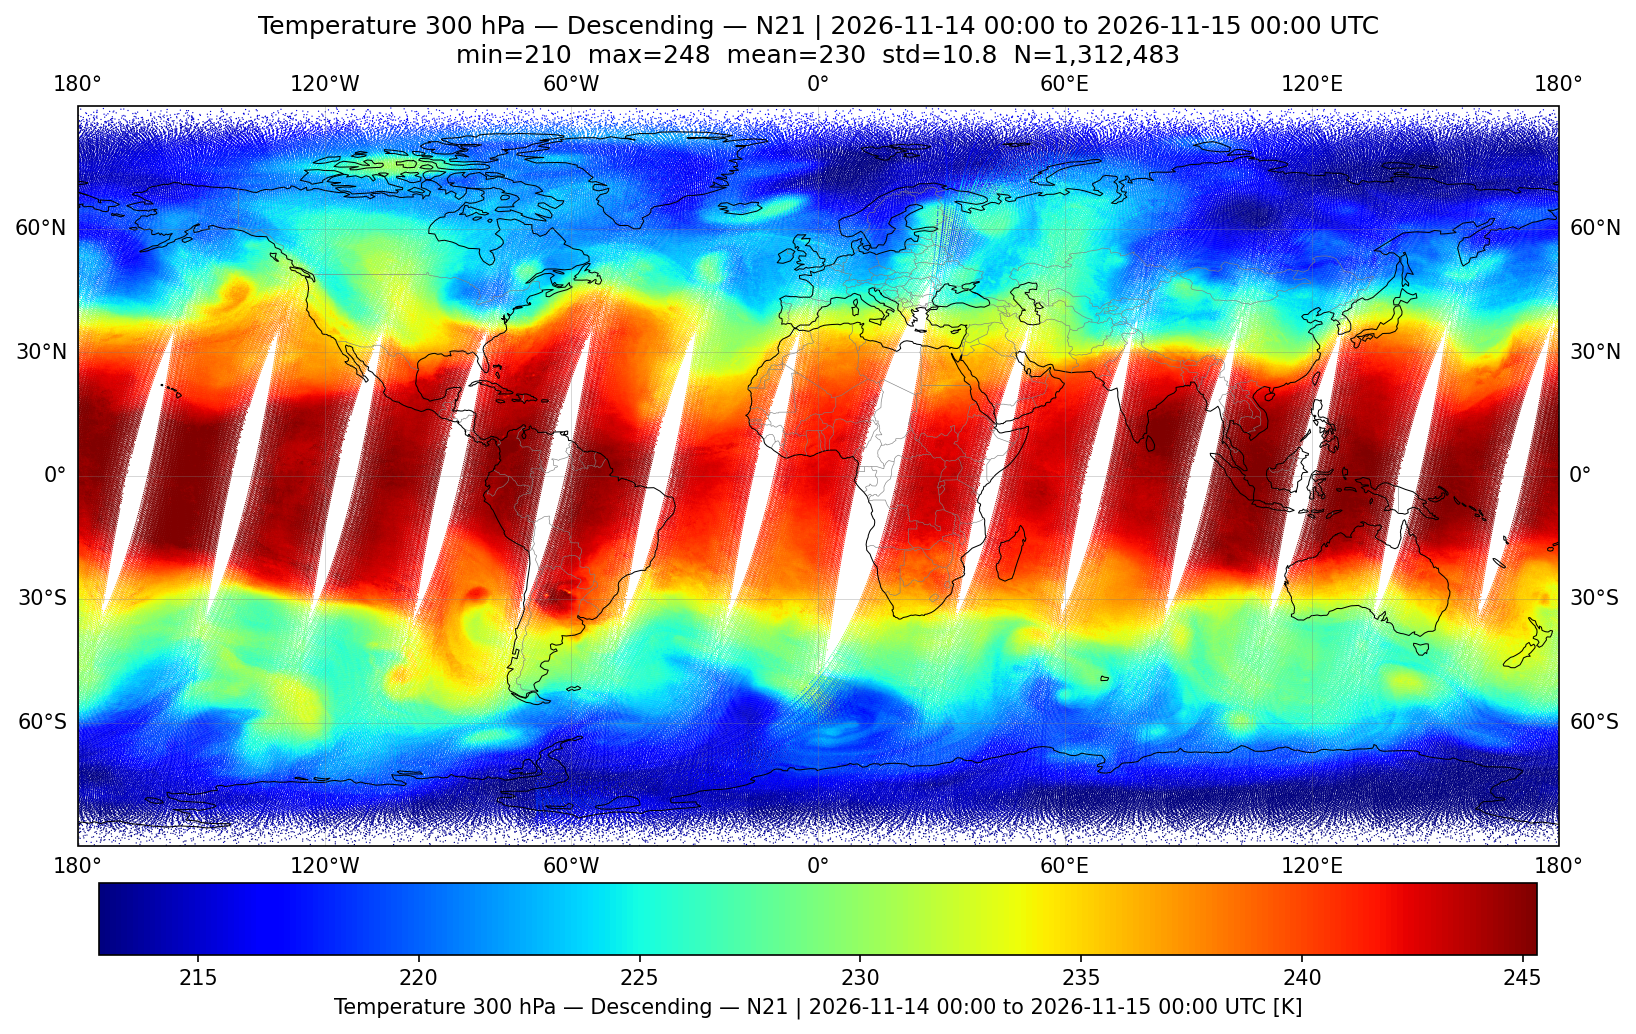 Temperature 300 hPa — Descending — N21 | 2026-11-14 00:00 to 2026-11-15 00:00 UTC
min=210 max=248 mean=230 std=10.8 N=1,312,483
180° 120°W 60°W 0° 60°E 120°E 180°
60°N 60°N
30°N 30°N
0° 0°
30°S 30°S
60°S 60°S
180° 120°W 60°W 0° 60°E 120°E 180°
215 220 225 230 235 240 245
Temperature 300 hPa — Descending — N21 | 2026-11-14 00:00 to 2026-11-15 00:00 UTC [K]